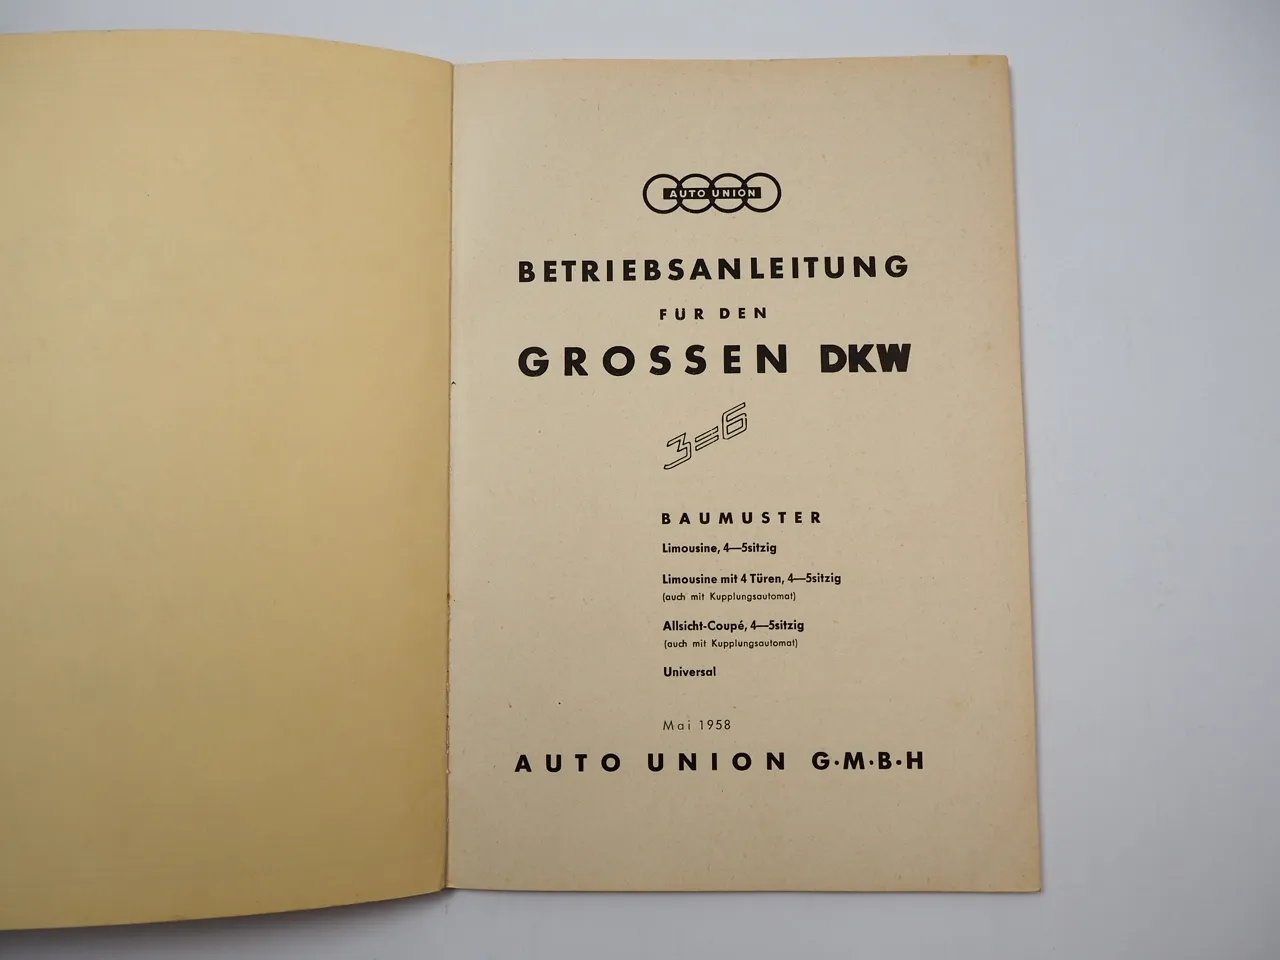 AUTO UNION
BETRIEBSANLEITUNG
FÜR DEN
GROSSEN DKW
3=6
BAUMUSTER
Limousine, 4—5sitzig
Limousine mit 4 Türen, 4—5sitzig
(auch mit Kupplungsautomat)
Allsicht-Coupé, 4—5sitzig
(auch mit Kupplungsautomat)
Universal
Mai 1958
AUTO UNION G·M·B·H